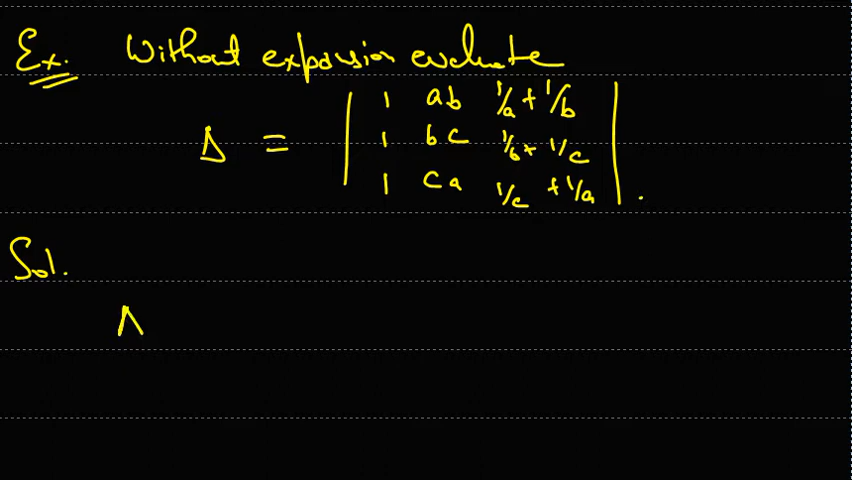 Ex. Without expansion evaluate
Δ = | 1 ab 1/a + 1/b |
| 1 bc 1/b + 1/c |
| 1 ca 1/c + 1/a | .
Sol.
Λ